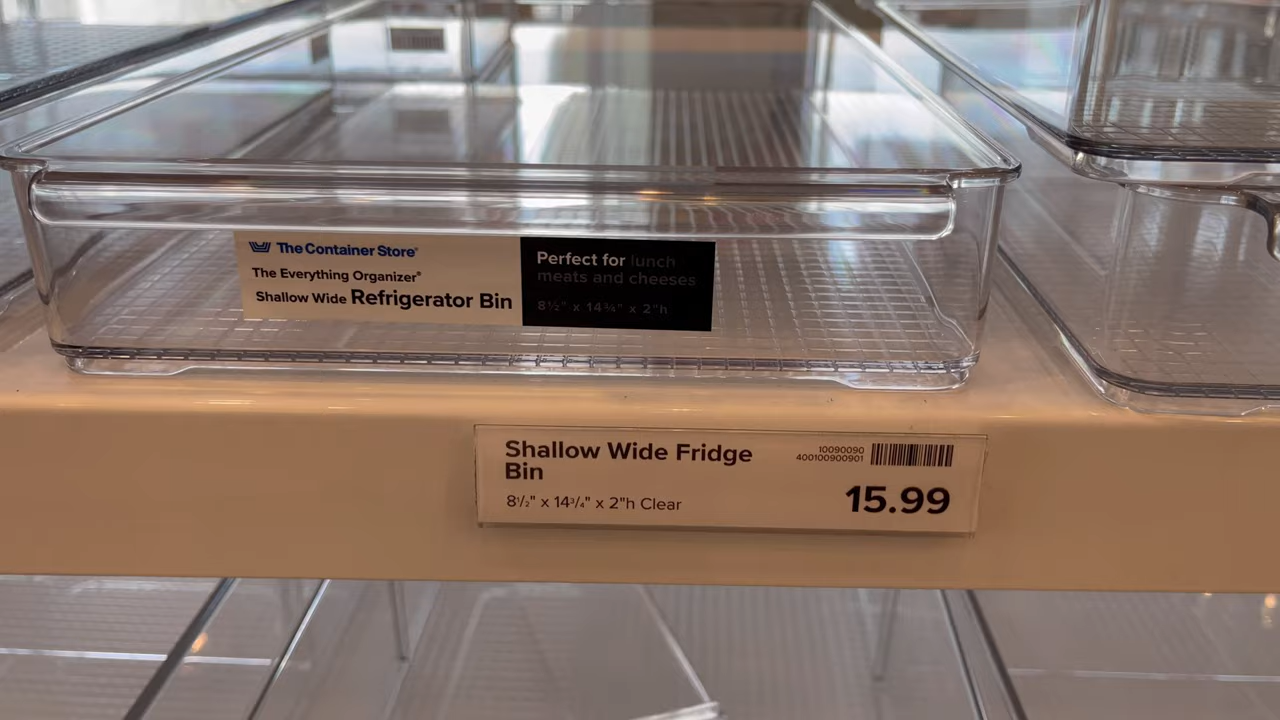 The Container Store®
The Everything Organizer®
Shallow Wide Refrigerator Bin
Perfect for lunch
meats and cheeses
8½" x 14¾" x 2"h
Shallow Wide Fridge
Bin
8½" x 14¾" x 2"h Clear
10090090
400100900901
15.99